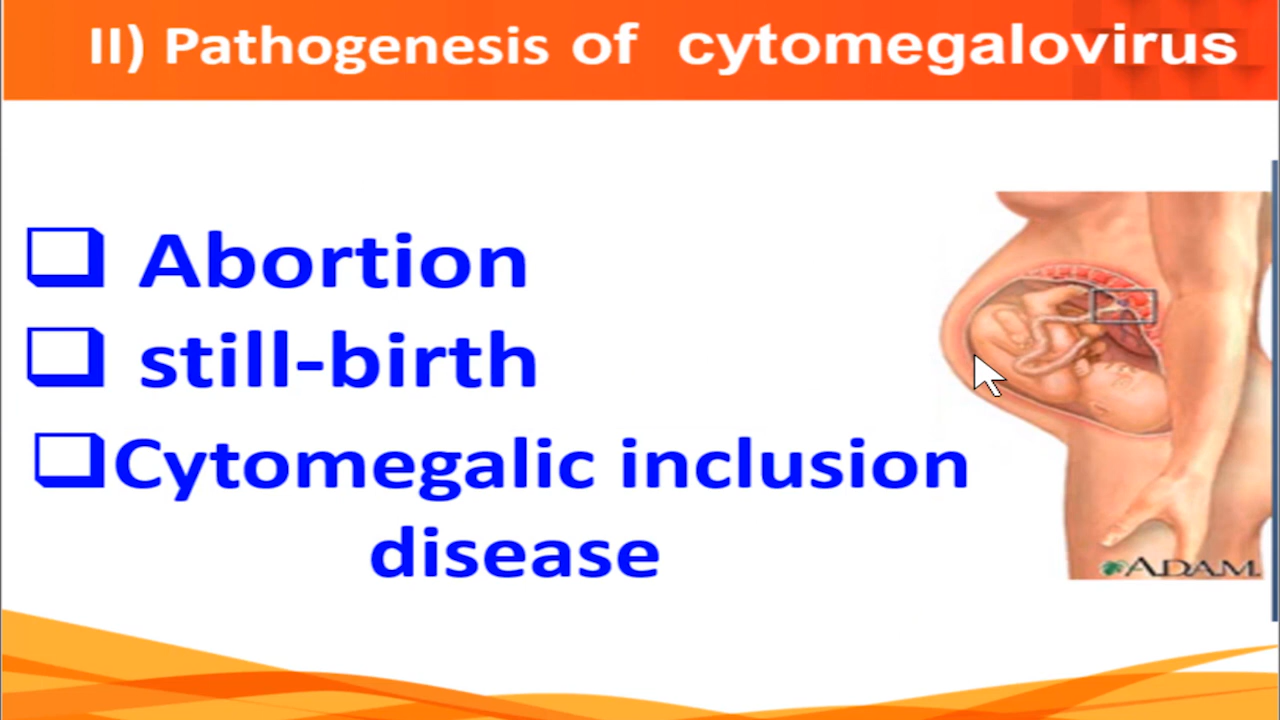 II) Pathogenesis of cytomegalovirus
Abortion
still-birth
Cytomegalic inclusion
disease
ADAM.